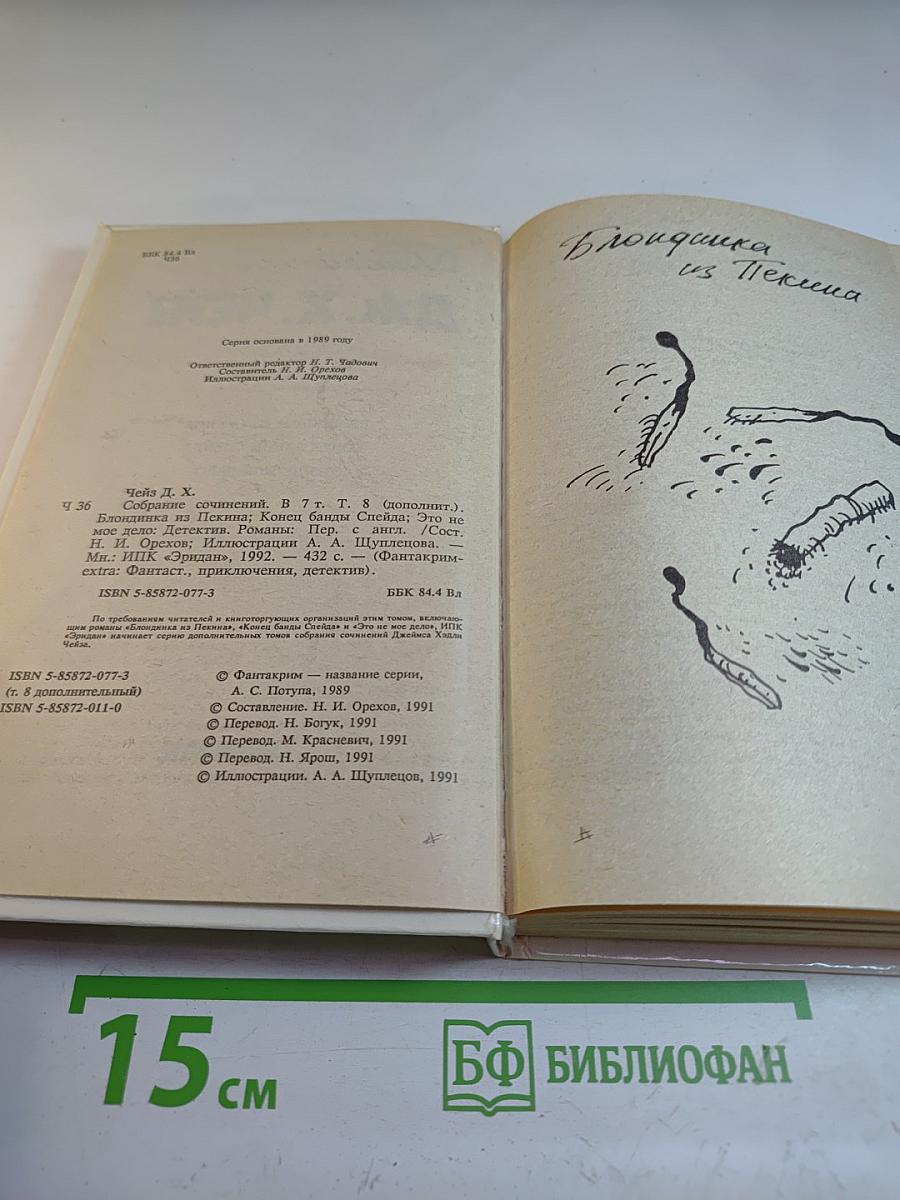 ББК 84.4 Вл
Ч36
Серия основана в 1989 году
Ответственный редактор Н. Т. Чадович
Составитель Н. И. Орехов
Иллюстрации А. А. Щуплецова
Чейз Д. Х.
Ч 36 Собрание сочинений. В 7 т. Т. 8 (дополнит.).
Блондинка из Пекина; Конец банды Спейда; Это не
мое дело: Детектив. Романы: Пер. с англ. /Сост.
Н. И. Орехов; Иллюстрации А. А. Щуплецова. —
Мн.: ИПК «Эридан», 1992. — 432 с. — (Фантакрим-
extra: Фантаст., приключения, детектив).
ISBN 5-85872-077-3 ББК 84.4 Вл
По требованиям читателей и книготоргующих организаций этим томом, включаю-
щим романы «Блондинка из Пекина», «Конец банды Спейда» и «Это не мое дело», ИПК
«Эридан» начинает серию дополнительных томов собрания сочинений Джеймса Хэдли
Чейза.
ISBN 5-85872-077-3
(т. 8 дополнительный)
ISBN 5-85872-011-0
© Фантакрим — название серии,
А. С. Потупа, 1989
© Составление. Н. И. Орехов, 1991
© Перевод. Н. Богук, 1991
© Перевод. М. Красневич, 1991
© Перевод. Н. Ярош, 1991
© Иллюстрации. А. А. Щуплецов, 1991
Блондинка
из Пекина
15 см
БФ БИБЛИОФАН